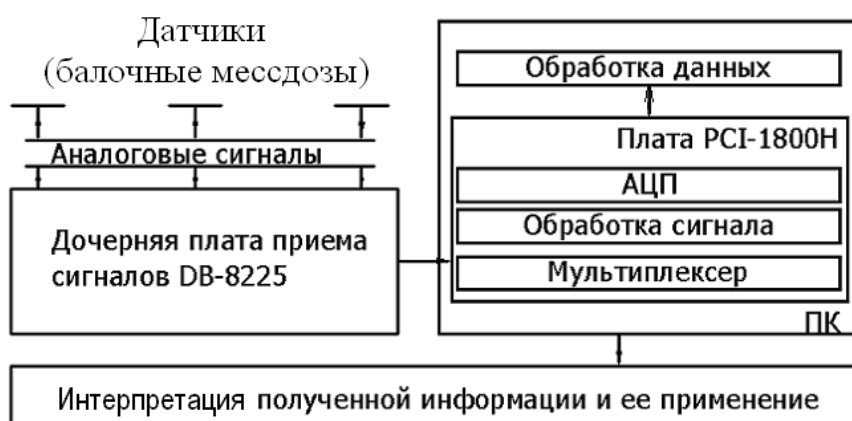 Датчики
(балочные мессдозы)
Аналоговые сигналы
Дочерняя плата приема
сигналов DB-8225
Обработка данных
Плата PCI-1800H
АЦП
Обработка сигнала
Мультиплексер
ПК
Интерпретация полученной информации и ее применение